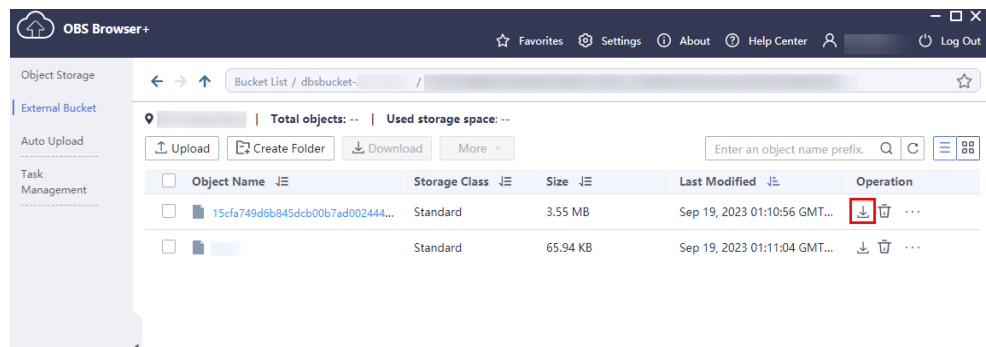 OBS Browser+
Favorites Settings About Help Center Log Out
Object Storage
External Bucket
Auto Upload
Task
Management
Bucket List / dbsbucket- /
| Total objects: -- | Used storage space: --
Upload Create Folder Download More Enter an object name prefix.
Object Name Storage Class Size Last Modified Operation
15cfa749d6b845dcb00b7ad002444... Standard 3.55 MB Sep 19, 2023 01:10:56 GMT... ···
Standard 65.94 KB Sep 19, 2023 01:11:04 GMT... ···